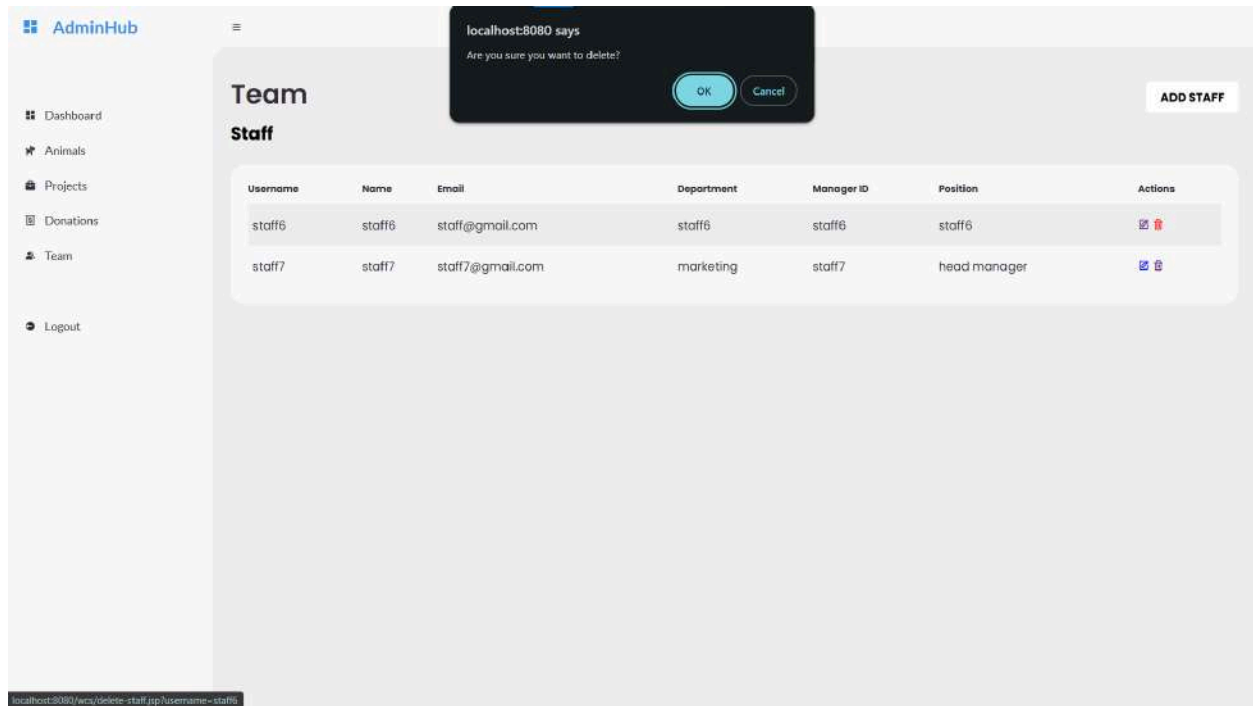 AdminHub
localhost:8080 says
Are you sure you want to delete?
OK Cancel
Team
ADD STAFF
Staff
Dashboard
Animals
Projects
Donations
Team
Logout
Username Name Email Department Manager ID Position Actions
staff6 staff6 staff@gmail.com staff6 staff6 staff6
staff7 staff7 staff7@gmail.com marketing staff7 head manager
localhost:8080/wcs/delete-staff.jsp?username=staff6